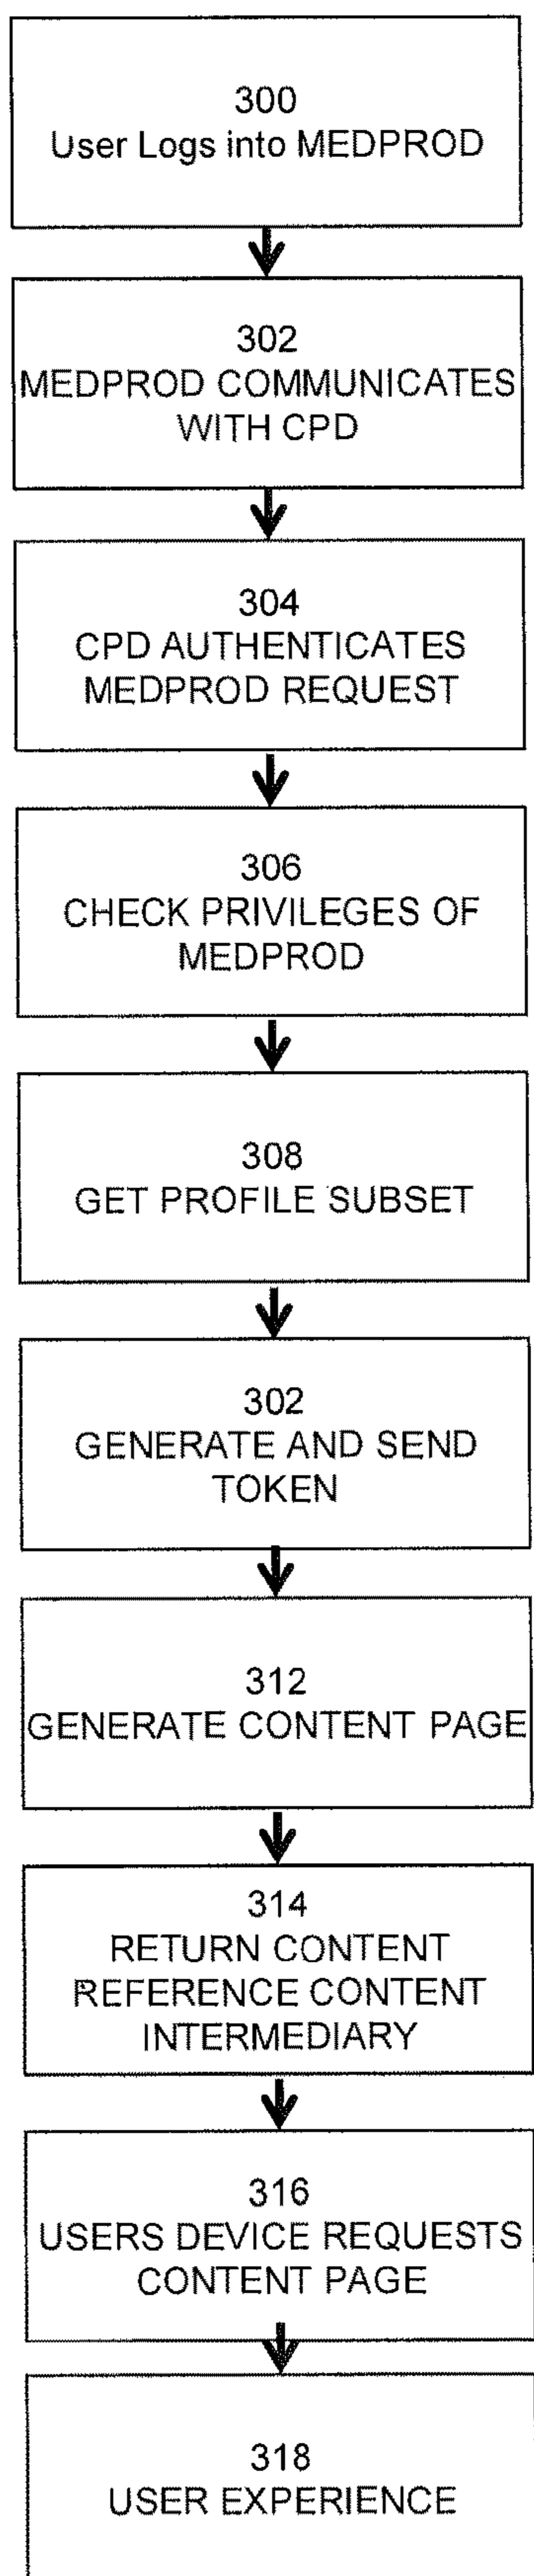 300
User Logs into MEDPROD
302
MEDPROD COMMUNICATES
WITH CPD
304
CPD AUTHENTICATES
MEDPROD REQUEST
306
CHECK PRIVILEGES OF
MEDPROD
308
GET PROFILE SUBSET
302
GENERATE AND SEND
TOKEN
312
GENERATE CONTENT PAGE
314
RETURN CONTENT
REFERENCE CONTENT
INTERMEDIARY
316
USERS DEVICE REQUESTS
CONTENT PAGE
318
USER EXPERIENCE